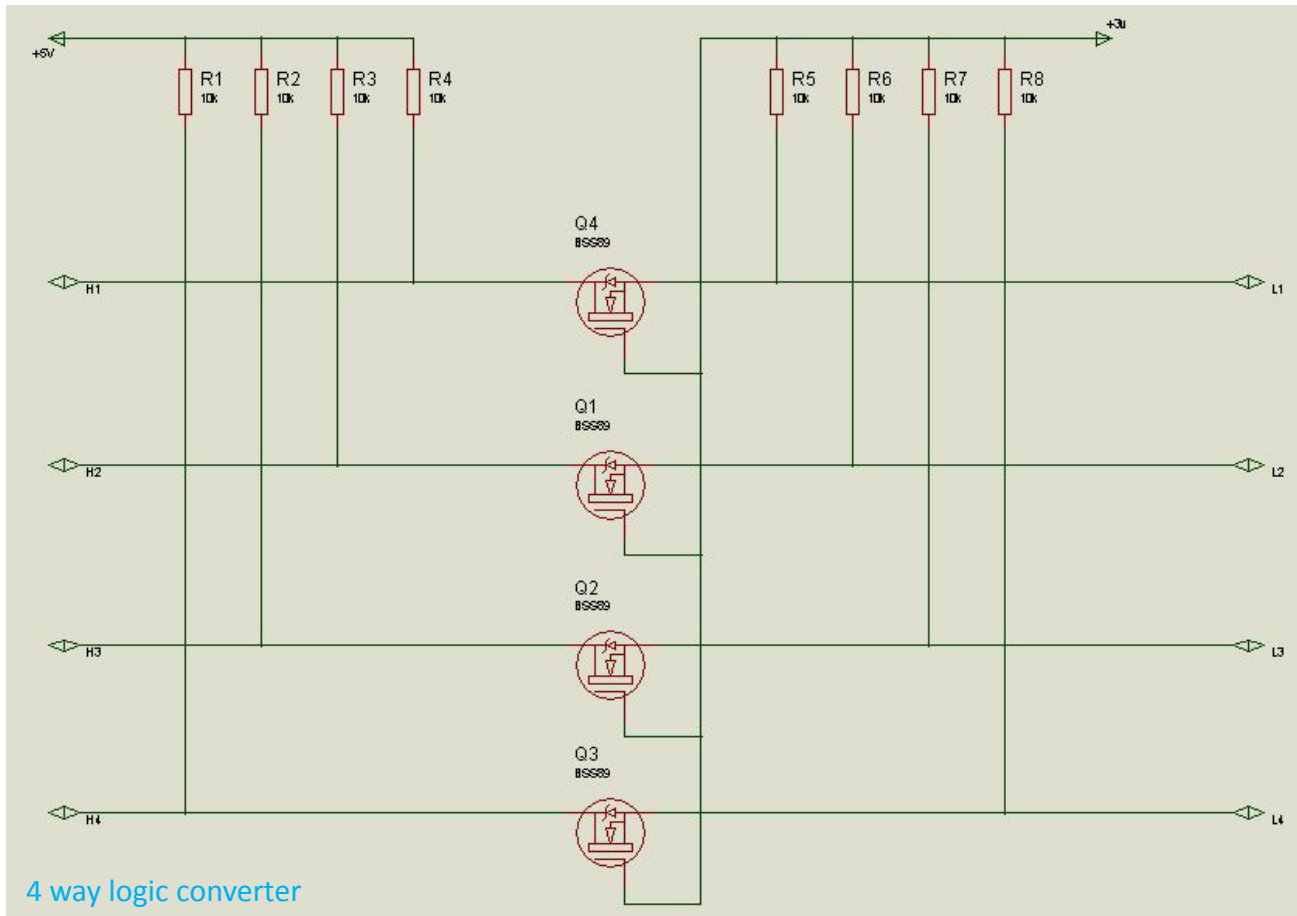 +5V
+3u
R1
10k
R2
10k
R3
10k
R4
10k
R5
10k
R6
10k
R7
10k
R8
10k
Q4
BSS89
H1
L1
Q1
BSS89
H2
L2
Q2
BSS89
H3
L3
Q3
BSS89
H4
L4
4 way logic converter